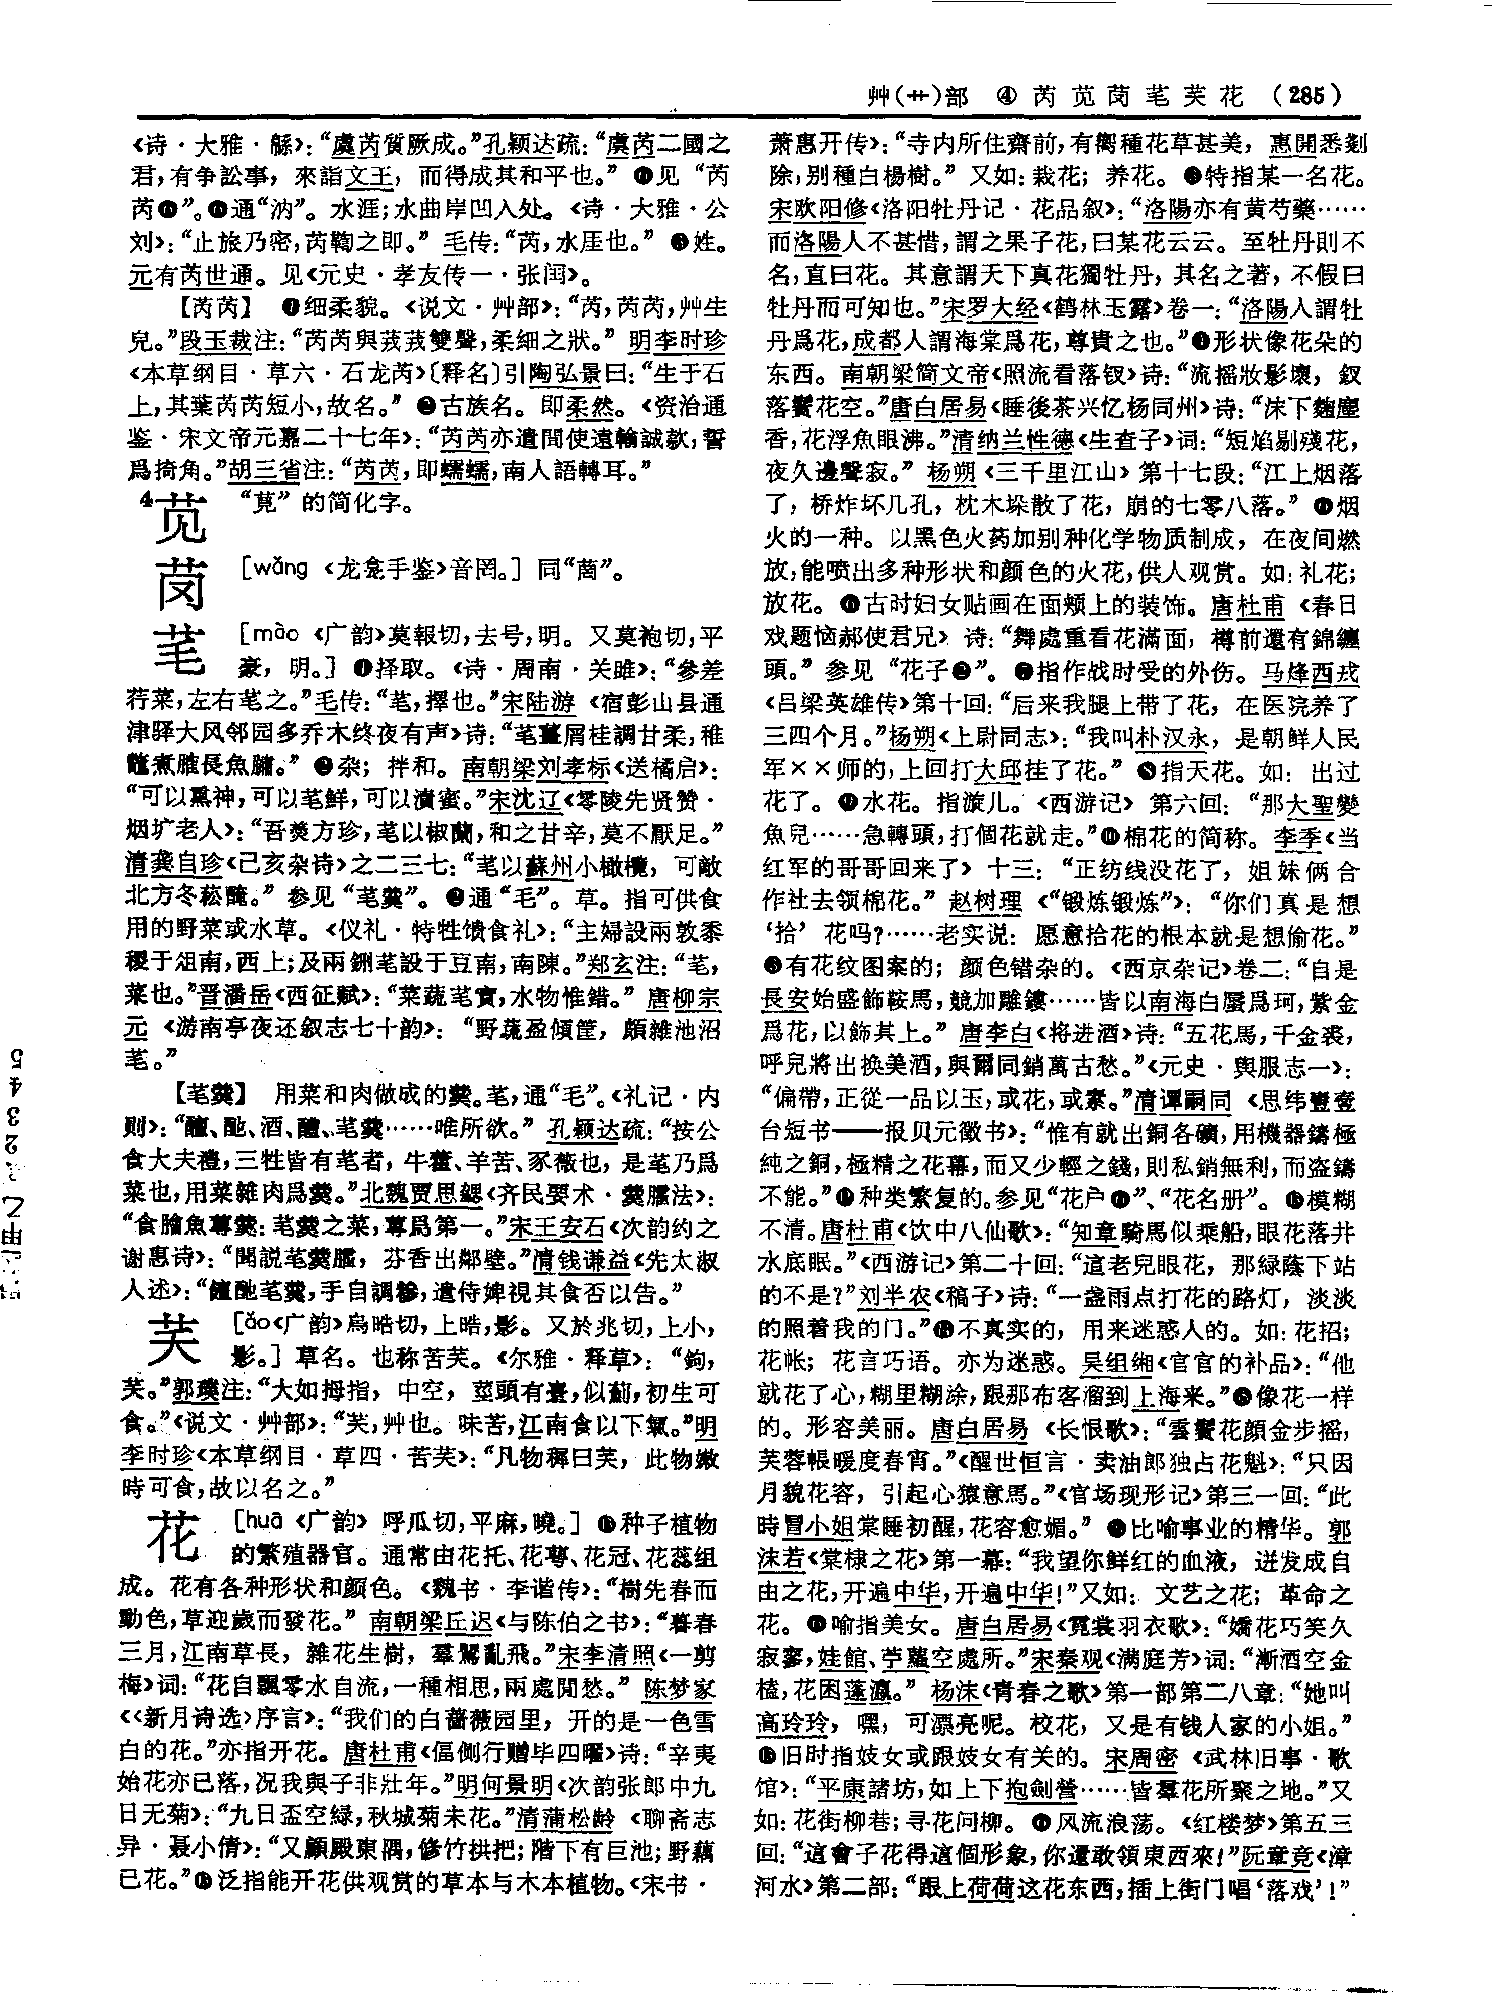 艸(艹)部 ④ 芮 苋 苪 芼 芺 花 (285)
《诗·大雅·緜》：“虞芮質厥成。”孔颖达疏：“虞芮二國之
君，有争訟事，來詣文王，而得成其和平也。” 见“芮
芮”。通“汭”。水涯；水曲岸凹入处。《诗·大雅·公
刘》：“止旅乃密，芮鞫之即。”毛传：“芮，水厓也。” 姓。
元有芮世通。见《元史·孝友传一·张闰》。
【芮芮】 ❶细柔貌。《说文·艸部》：“芮，芮芮，艸生
皃。”段玉裁注：“芮芮與茙茙雙聲，柔細之狀。”明李时珍
《本草纲目·草六·石龙芮》〔释名〕引陶弘景曰：“生于石
上，其葉芮芮短小，故名。” ❷古族名。即柔然。《资治通
鉴·宋文帝元嘉二十七年》：“芮芮亦遣間使遠輸誠款，誓
爲掎角。”胡三省注：“芮芮，即蠕蠕，南人語轉耳。”
4苋 “莧”的简化字。
苪 [wǎng 《龙龛手鉴》音罔。] 同“菵”。
芼 [mào 《广韵》莫報切，去号，明。又莫袍切，平
豪，明。] ❶择取。《诗·周南·关雎》：“參差
荇菜，左右芼之。”毛传：“芼，擇也。”宋陆游《宿彭山县通
津驿大风邻园多乔木终夜有声》诗：“芼薑屑桂調甘柔，稚
鼈煮臛長魚膾。” 杂；拌和。南朝梁刘孝标《送橘启》：
“可以熏神，可以芼鮮，可以漬蜜。”宋沈辽《零陵先贤赞·
烟圹老人》：“吾羹方珍，芼以椒蘭，和之甘辛，莫不厭足。”
清龚自珍《己亥杂诗》之二三七：“芼以蘇州小橄欖，可敵
北方冬菘醃。” 参见“芼羹”。通“毛”。草。指可供食
用的野菜或水草。《仪礼·特牲馈食礼》：“主婦設兩敦黍
稷于俎南，西上；及兩鉶芼設于豆南，南陳。”郑玄注：“芼，
菜也。”晋潘岳《西征赋》：“菜蔬芼實，水物惟錯。”唐柳宗
元《游南亭夜还叙志七十韵》：“野蔬盈傾筐，頗雜池沼
芼。”
【芼羹】 用菜和肉做成的羹。芼，通“毛”。《礼记·内
则》：“饘、酏、酒、醴、芼羹……唯所欲。”孔颖达疏：“按公
食大夫禮，三牲皆有芼者，牛藿、羊苦、豕薇也，是芼乃爲
菜也，用菜雜肉爲羹。”北魏贾思勰《齐民要术·羹臛法》：
“食膾魚蓴羹：芼羹之菜，蓴爲第一。”宋王安石《次韵约之
谢惠诗》：“聞説芼羹臛，芬香出鄰壁。”清钱谦益《先太淑
人述》：“饘酏芼羹，手自調糝，遣侍婢視其食否以告。”
芺 [ǎo《广韵》烏晧切，上晧，影。又於兆切，上小，
影。] 草名。也称苦芺。《尔雅·释草》：“鉤，
芺。”郭璞注：“大如拇指，中空，莖頭有臺，似薊，初生可
食。”《说文·艸部》：“芺，艸也。味苦，江南食以下氣。”明
李时珍《本草纲目·草四·苦芺》：“凡物穉曰芺，此物嫩
時可食，故以名之。”
花 [huā 《广韵》呼瓜切，平麻，曉。] 种子植物
的繁殖器官。通常由花托、花萼、花冠、花蕊组
成。花有各种形状和颜色。《魏书·李谐传》：“樹先春而
動色，草迎歲而發花。”南朝梁丘迟《与陈伯之书》：“暮春
三月，江南草長，雜花生樹，羣鶯亂飛。”宋李清照《一剪
梅》词：“花自飄零水自流，一種相思，兩處閒愁。”陈梦家
《〈新月诗选〉序言》：“我们的白蔷薇园里，开的是一色雪
白的花。”亦指开花。唐杜甫《偪侧行赠毕四曜》诗：“辛夷
始花亦已落，况我與子非壯年。”明何景明《次韵张郎中九
日无菊》：“九日盃空緑，秋城菊未花。”清蒲松龄《聊斋志
异·聂小倩》：“又顧殿東隅，修竹拱把；階下有巨池；野藕
已花。”泛指能开花供观赏的草本与木本植物。《宋书·
萧惠开传》：“寺内所住齋前，有嚮種花草甚美，惠開悉剗
除，别種白楊樹。”又如：栽花；养花。特指某一名花。
宋欧阳修《洛阳牡丹记·花品叙》：“洛陽亦有黄芍藥……
而洛陽人不甚惜，謂之果子花，曰某花云云。至牡丹則不
名，直曰花。其意謂天下真花獨牡丹，其名之著，不假曰
牡丹而可知也。”宋罗大经《鹤林玉露》卷一：“洛陽人謂牡
丹爲花，成都人謂海棠爲花，尊貴之也。”形状像花朵的
东西。南朝梁简文帝《照流看落钗》诗：“流摇妝影壞，釵
落鬢花空。”唐白居易《睡後茶兴忆杨同州》诗：“沫下麴塵
香，花浮魚眼沸。”清纳兰性德《生查子》词：“短焰剔殘花，
夜久邊聲寂。”杨朔《三千里江山》第十七段：“江上烟落
了，桥炸坏几孔，枕木垛散了花，崩的七零八落。” 烟
火的一种。以黑色火药加别种化学物质制成，在夜间燃
放，能喷出多种形状和颜色的火花，供人观赏。如：礼花；
放花。古时妇女贴画在面颊上的装饰。唐杜甫《春日
戏题恼郝使君兄》诗：“舞處重看花滿面，樽前還有錦纏
頭。”参见“花子”。指作战时受的外伤。马烽西戎
《吕梁英雄传》第十回：“后来我腿上带了花，在医院养了
三四个月。”杨朔《上尉同志》：“我叫朴汉永，是朝鲜人民
军××师的，上回打大邱挂了花。” 指天花。如：出过
花了。水花。指漩儿。《西游记》第六回：“那大聖變
魚兒……急轉頭，打個花就走。”棉花的简称。李季《当
红军的哥哥回来了》十三：“正纺线没花了，姐妹俩合
作社去领棉花。”赵树理《“锻炼锻炼”》：“你们真是想
‘拾’花吗？……老实说：愿意拾花的根本就是想偷花。”
有花纹图案的；颜色错杂的。《西京杂记》卷二：“自是
長安始盛飾鞍馬，競加雕鏤……皆以南海白蜃爲珂，紫金
爲花，以飾其上。”唐李白《将进酒》诗：“五花馬，千金裘，
呼兒將出换美酒，與爾同銷萬古愁。”《元史·舆服志一》：
“偏帶，正從一品以玉，或花，或素。”清谭嗣同《思纬壹壹
台短书——报贝元徵书》：“惟有就出銅各礦，用機器鑄極
純之銅，極精之花幕，而又少輕之錢，則私銷無利，而盗鑄
不能。”种类繁复的。参见“花户”、“花名册”。模糊
不清。唐杜甫《饮中八仙歌》：“知章騎馬似乘船，眼花落井
水底眠。”《西游记》第二十回：“這老兒眼花，那緑蔭下站
的不是？”刘半农《稿子》诗：“一盏雨点打花的路灯，淡淡
的照着我的门。”不真实的，用来迷惑人的。如：花招；
花帐；花言巧语。亦为迷惑。吴组缃《官官的补品》：“他
就花了心，糊里糊涂，跟那布客溜到上海来。”像花一样
的。形容美丽。唐白居易《长恨歌》：“雲鬢花顔金步摇，
芙蓉帳暖度春宵。”《醒世恒言·卖油郎独占花魁》：“只因
月貌花容，引起心猿意馬。”《官场现形记》第三一回：“此
時冒小姐棠睡初醒，花容愈媚。” 比喻事业的精华。郭
沫若《棠棣之花》第一幕：“我望你鲜红的血液，迸发成自
由之花，开遍中华，开遍中华！”又如：文艺之花；革命之
花。喻指美女。唐白居易《霓裳羽衣歌》：“嬌花巧笑久
寂寥，娃館、苧蘿空處所。”宋秦观《满庭芳》词：“漸酒空金
榼，花困蓬瀛。”杨沫《青春之歌》第一部第二八章：“她叫
高玲玲，嘿，可漂亮呢。校花，又是有钱人家的小姐。”
旧时指妓女或跟妓女有关的。宋周密《武林旧事·歌
馆》：“平康諸坊，如上下抱劍營……皆羣花所聚之地。”又
如：花街柳巷；寻花问柳。风流浪荡。《红楼梦》第五三
回：“這會子花得這個形象，你還敢領東西來！”阮章竞《漳
河水》第二部：“跟上荷荷这花东西，插上街门唱‘落戏’！”